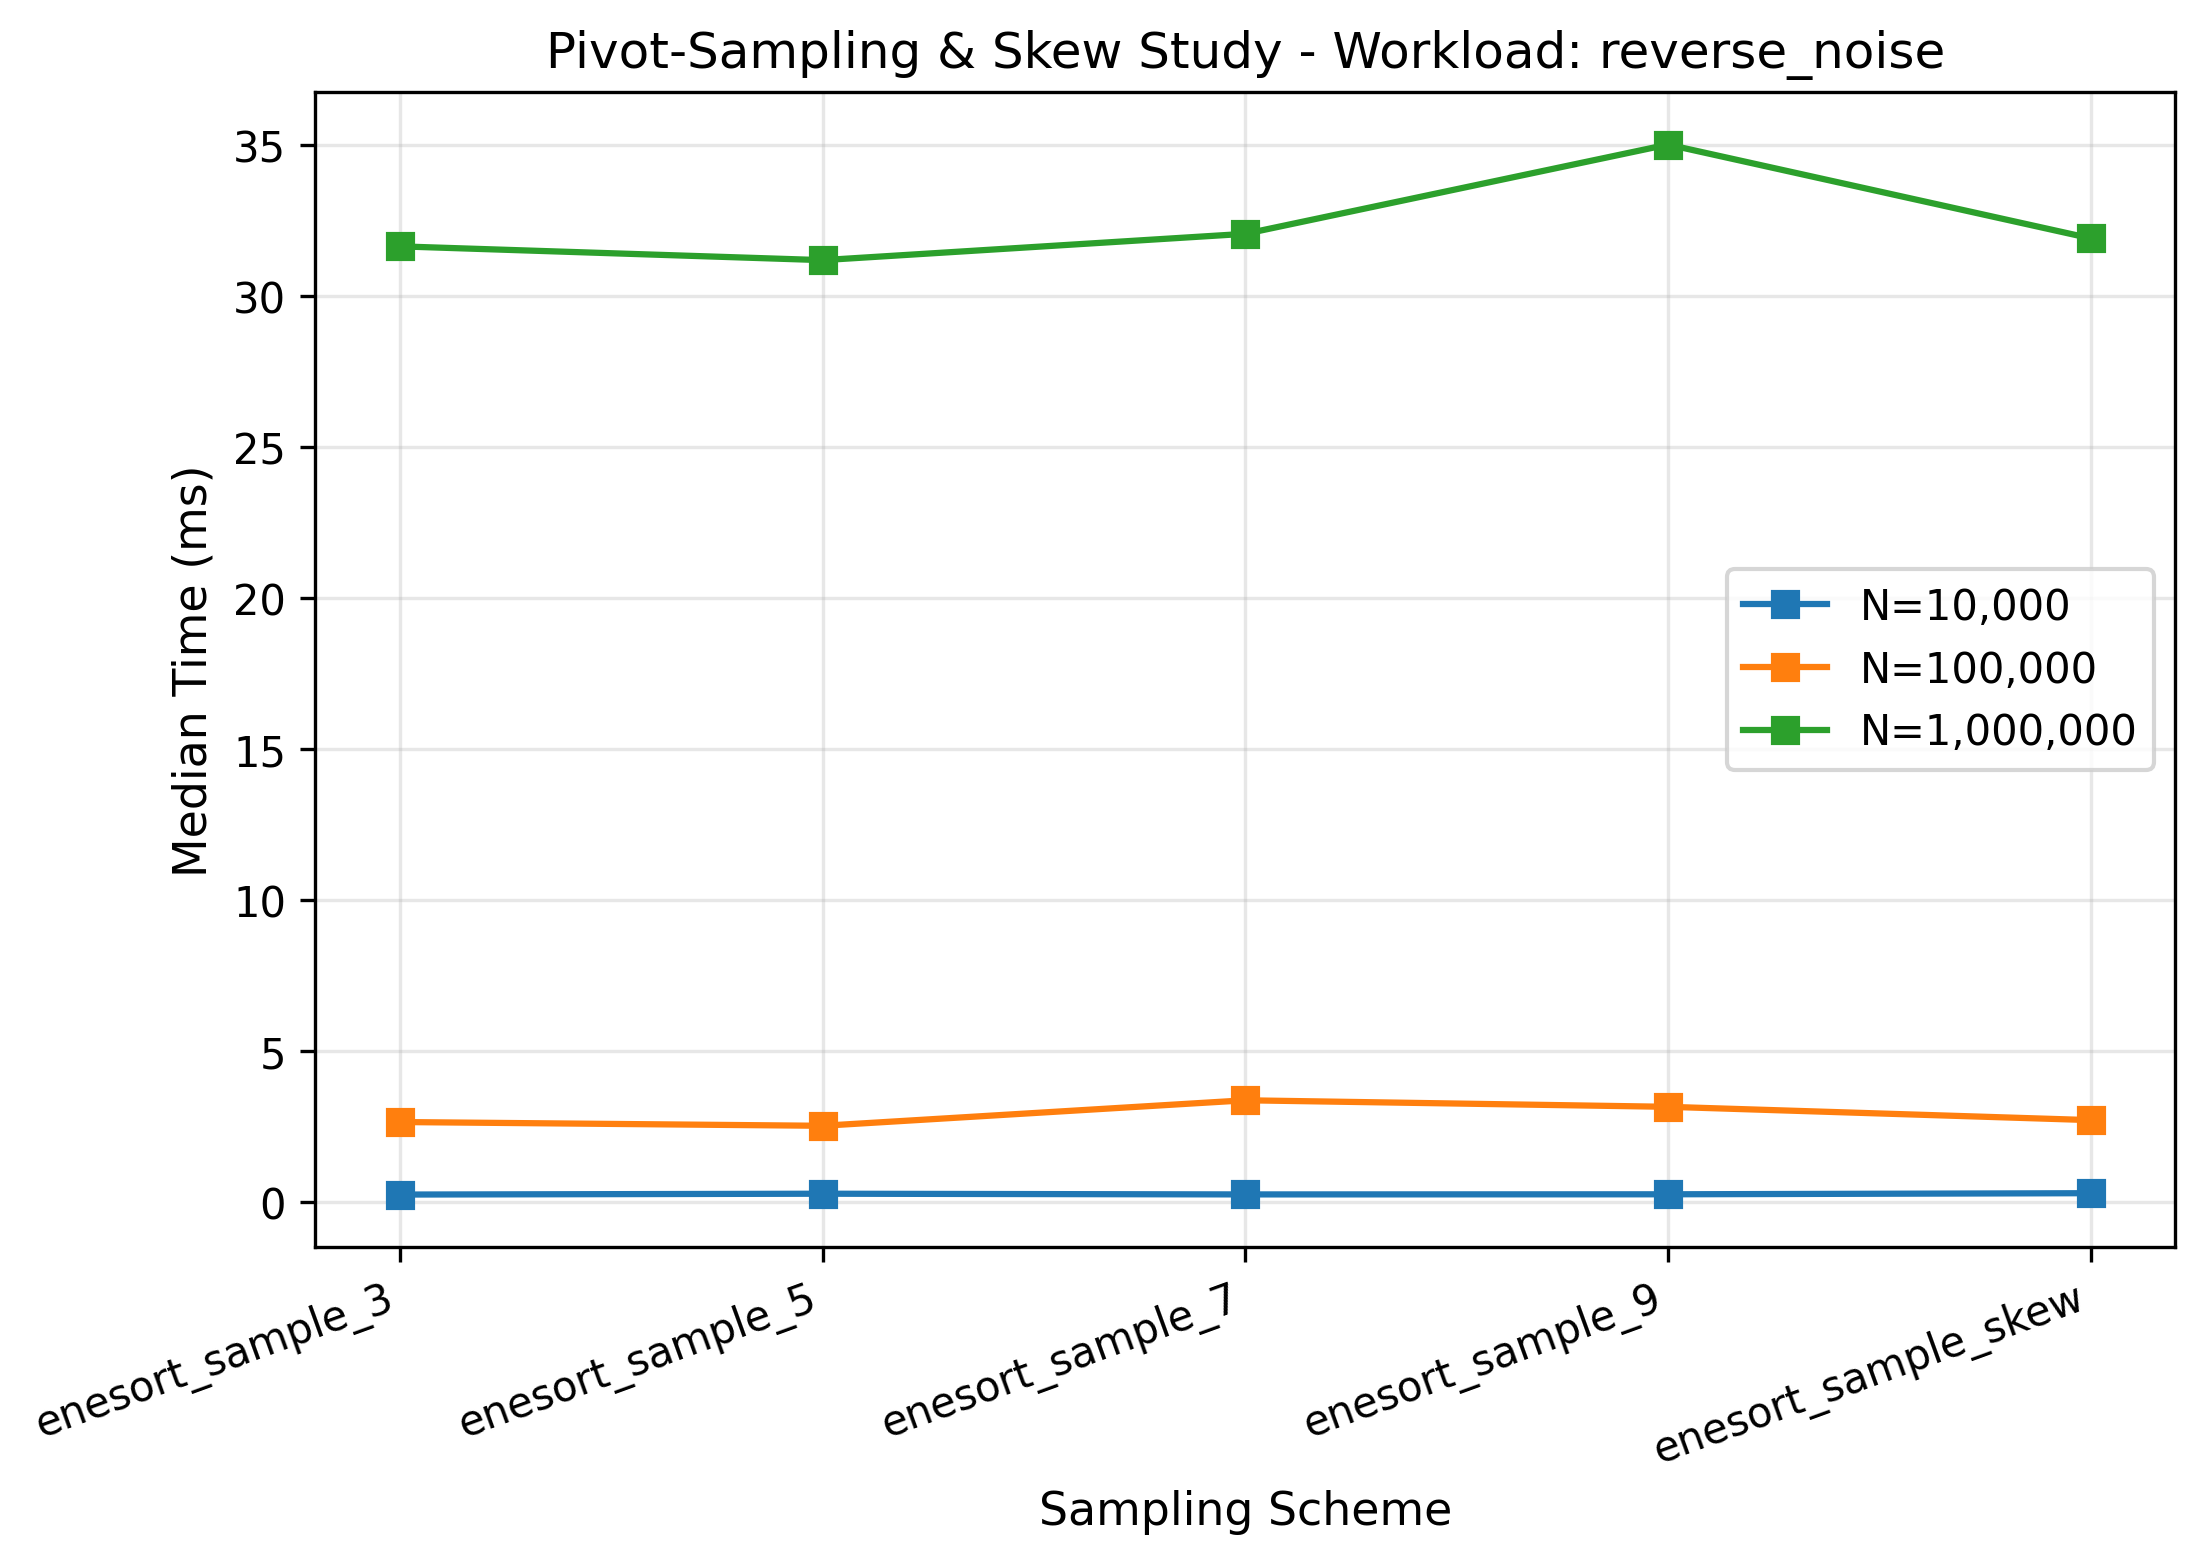 Pivot-Sampling & Skew Study - Workload: reverse_noise
Median Time (ms)
35
30
25
20
15
10
5
0
N=10,000
N=100,000
N=1,000,000
enesort_sample_3
enesort_sample_5
enesort_sample_7
enesort_sample_9
enesort_sample_skew
Sampling Scheme